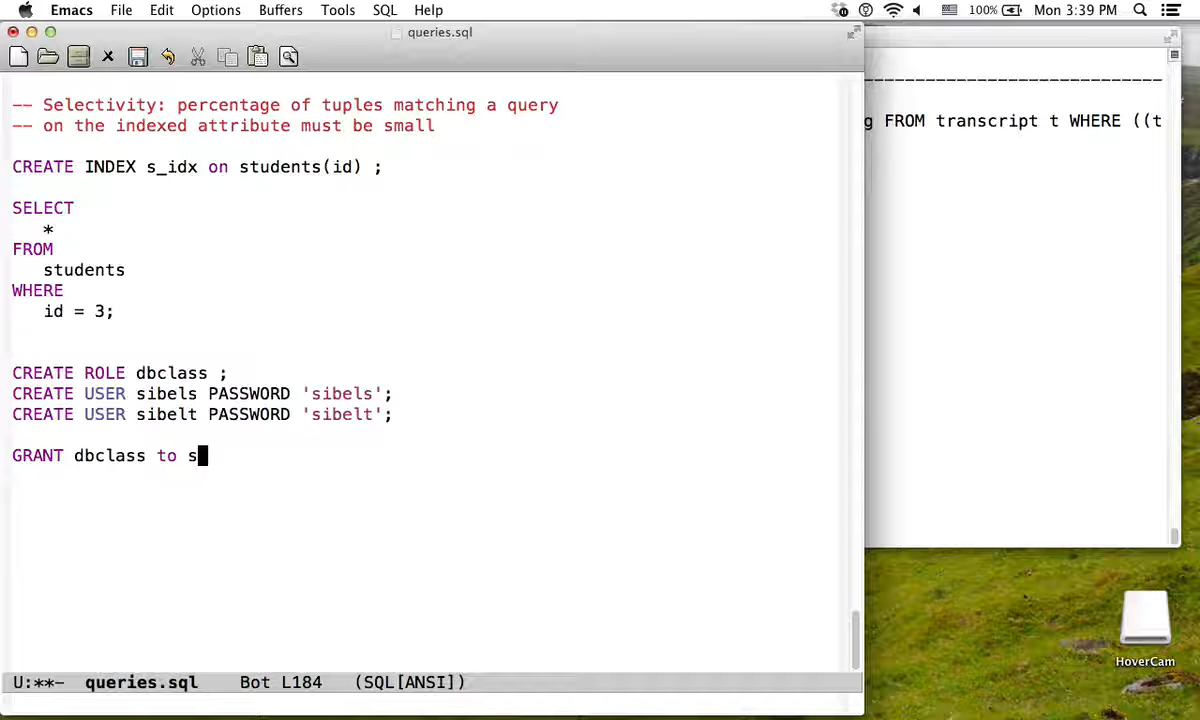 Emacs File Edit Options Buffers Tools SQL Help 100% Mon 3:39 PM
queries.sql
-- Selectivity: percentage of tuples matching a query
-- on the indexed attribute must be small
CREATE INDEX s_idx on students(id) ;
SELECT
*
FROM
students
WHERE
id = 3;
CREATE ROLE dbclass ;
CREATE USER sibels PASSWORD 'sibels';
CREATE USER sibelt PASSWORD 'sibelt';
GRANT dbclass to s
U:**- queries.sql Bot L184 (SQL[ANSI])
-----------------------------
g FROM transcript t WHERE ((t
HoverCam